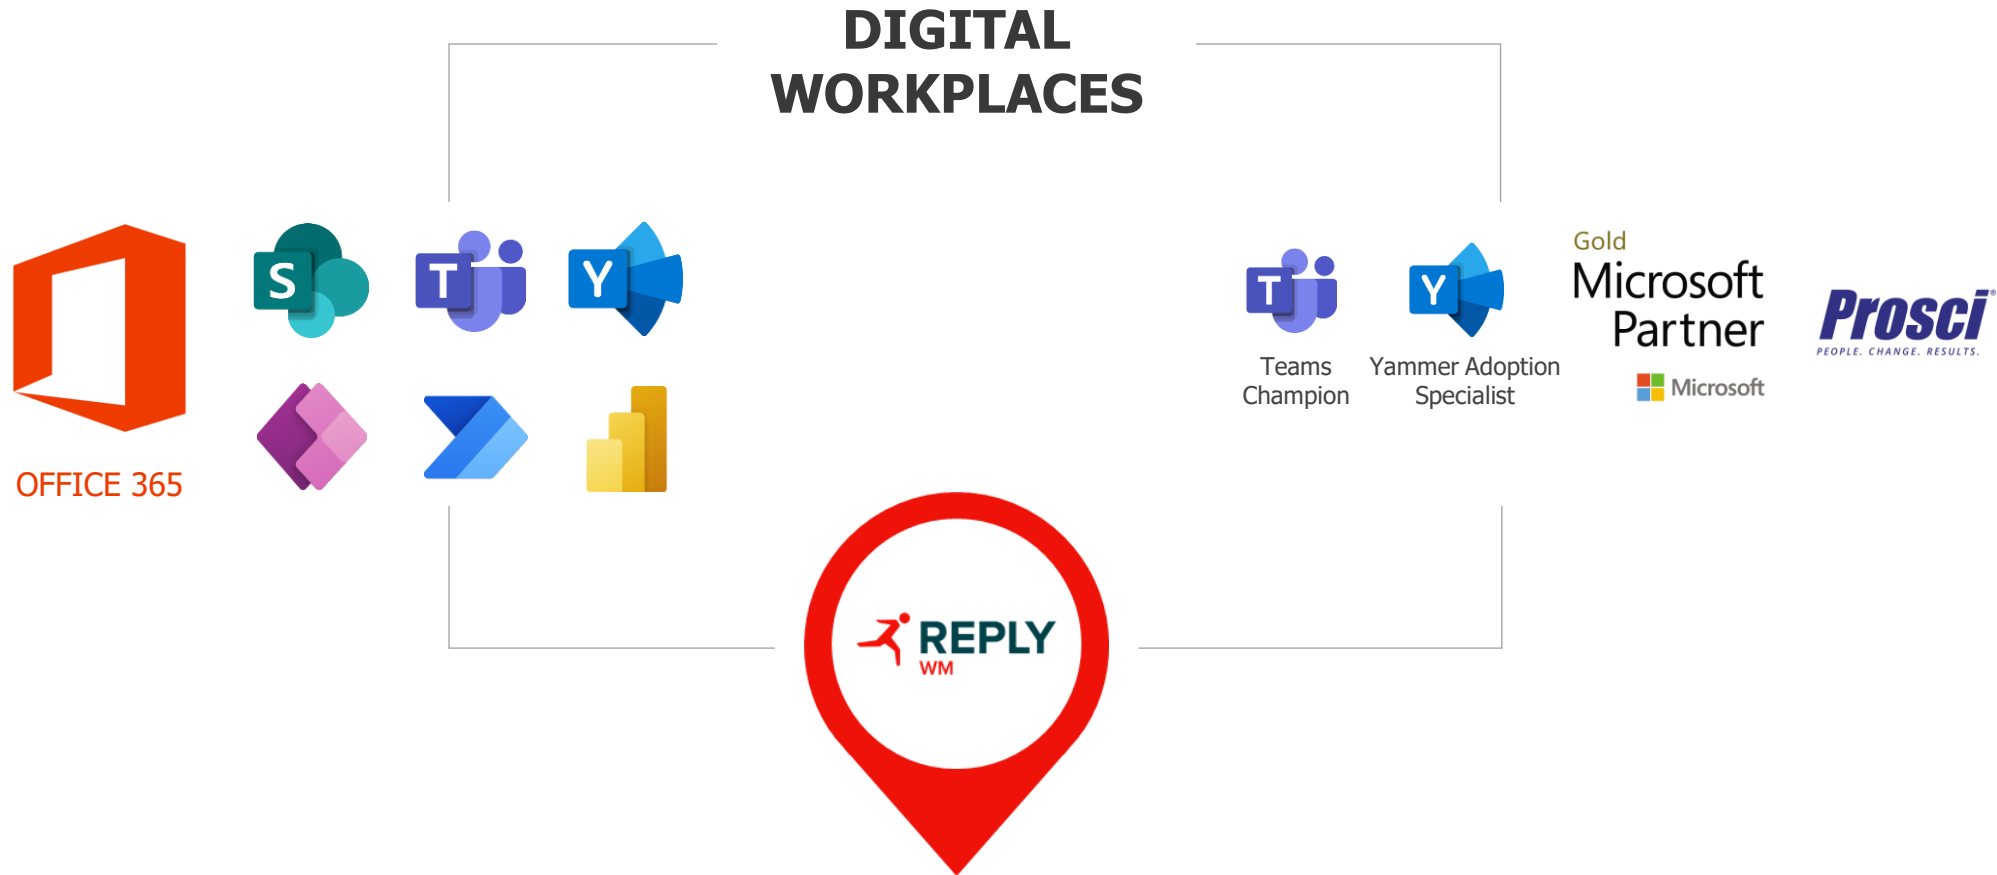 DIGITAL
WORKPLACES
OFFICE 365
S
T
Y
T
Teams
Champion
Y
Yammer Adoption
Specialist
Gold
Microsoft
Partner
Microsoft
Prosci®
PEOPLE. CHANGE. RESULTS.
REPLY
WM